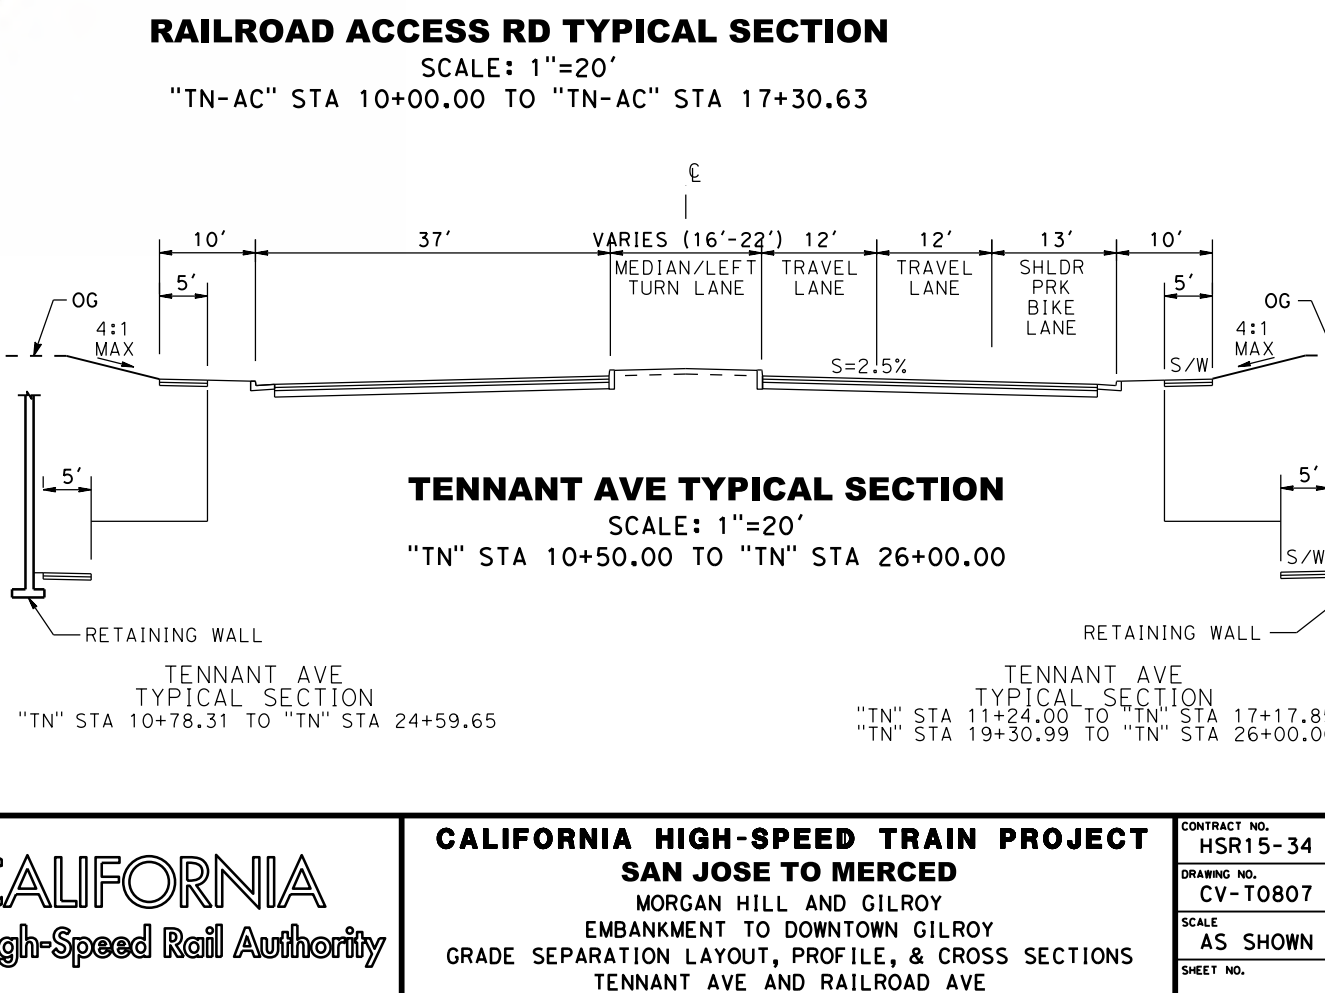 RAILROAD ACCESS RD TYPICAL SECTION
SCALE: 1"=20'
"TN-AC" STA 10+00.00 TO "TN-AC" STA 17+30.63
℄
10' 37' VARIES (16'-22') 12' 12' 13' 10'
MEDIAN/LEFT
TURN LANE
TRAVEL
LANE
TRAVEL
LANE
SHLDR
PRK
BIKE
LANE
5'
5'
OG
OG
4:1
MAX
4:1
MAX
S=2.5%
S/W
5'
5'
TENNANT AVE TYPICAL SECTION
SCALE: 1"=20'
"TN" STA 10+50.00 TO "TN" STA 26+00.00
S/W
RETAINING WALL
RETAINING WALL
TENNANT AVE
TYPICAL SECTION
"TN" STA 10+78.31 TO "TN" STA 24+59.65
TENNANT AVE
TYPICAL SECTION
"TN" STA 11+24.00 TO "TN" STA
"TN" STA 19+30.99 TO "TN" STA
CALIFORNIA
gh-Speed Rail Authority
CALIFORNIA HIGH-SPEED TRAIN PROJECT
SAN JOSE TO MERCED
MORGAN HILL AND GILROY
EMBANKMENT TO DOWNTOWN GILROY
GRADE SEPARATION LAYOUT, PROFILE, & CROSS SECTIONS
TENNANT AVE AND RAILROAD AVE
CONTRACT NO.
HSR15-34
DRAWING NO.
CV-T0807
SCALE
AS SHOWN
SHEET NO.